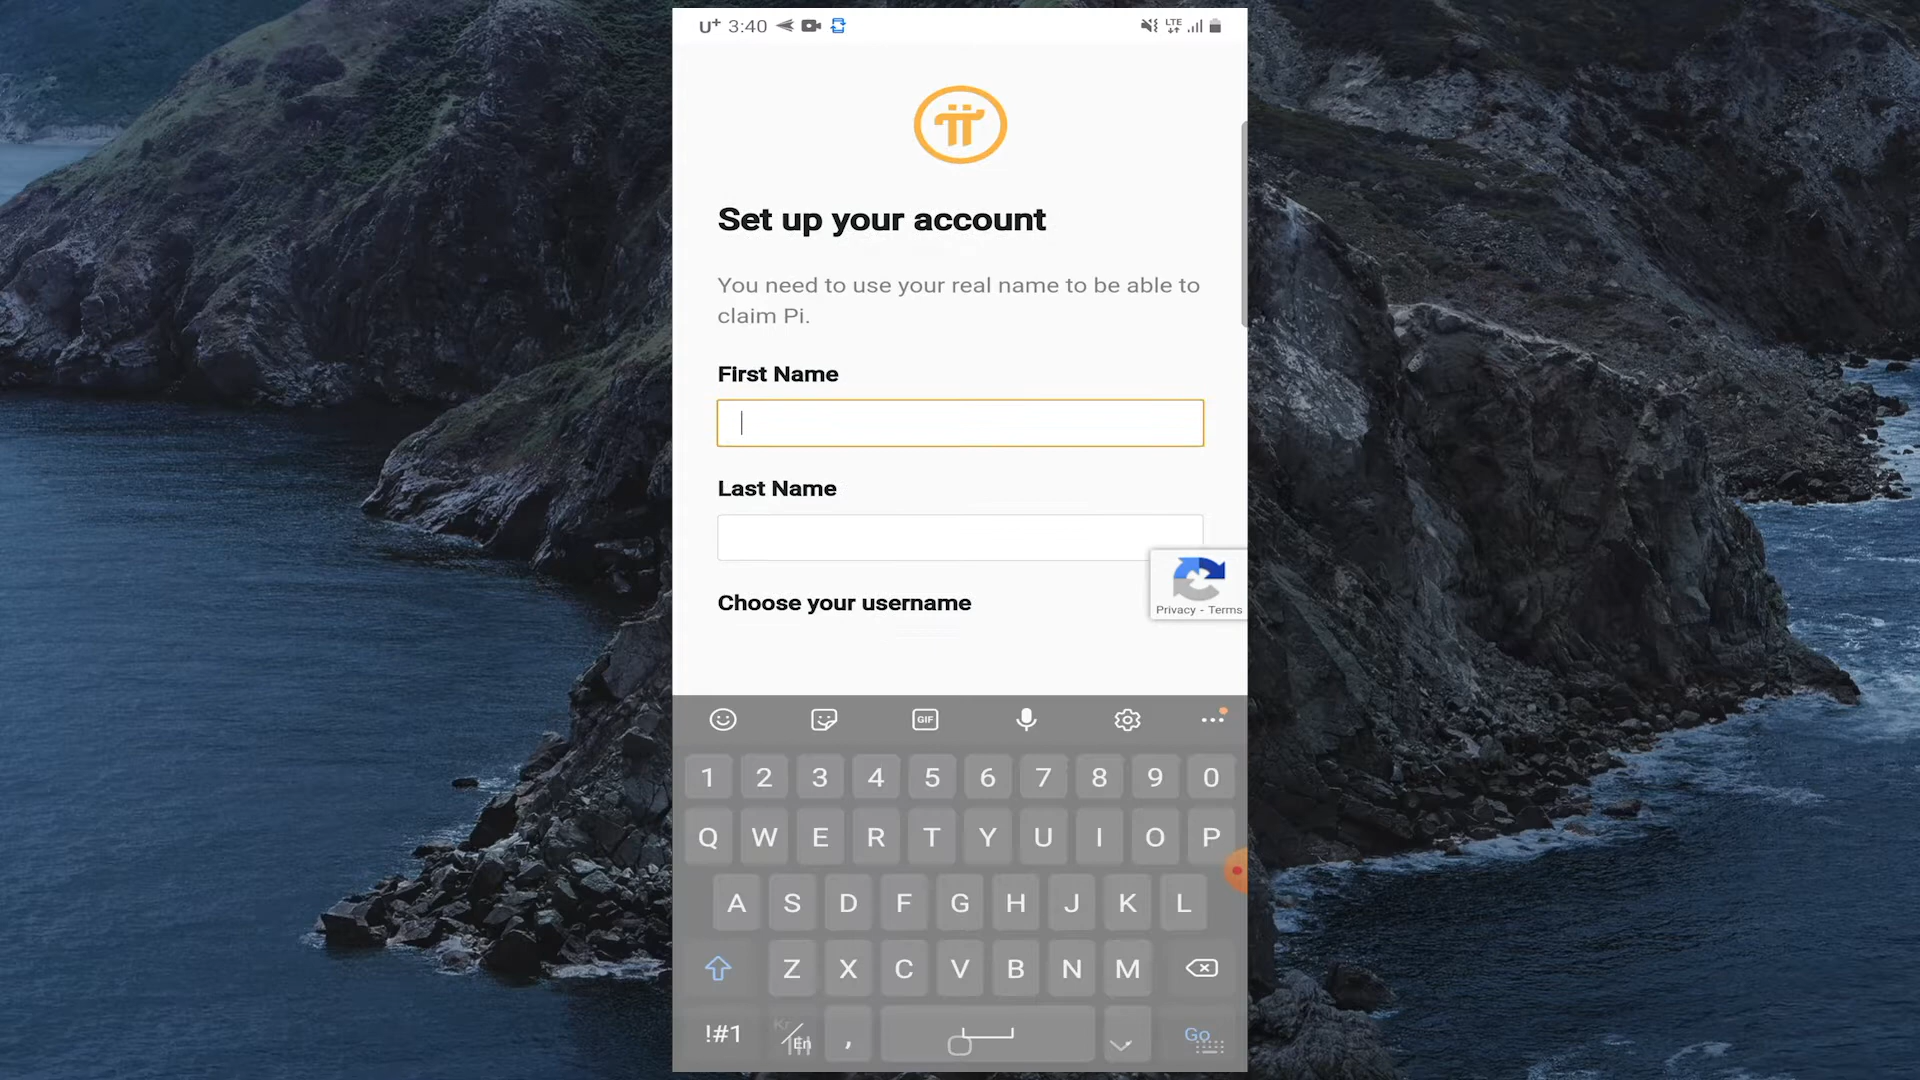 U+ 3:40 LTE
Set up your account
You need to use your real name to be able to
claim Pi.
First Name
Last Name
Privacy - Terms
Choose your username
GIF
1 2 3 4 5 6 7 8 9 0
Q W E R T Y U I O P
A S D F G H J K L
Z X C V B N M
!#1 Kr/En , Go